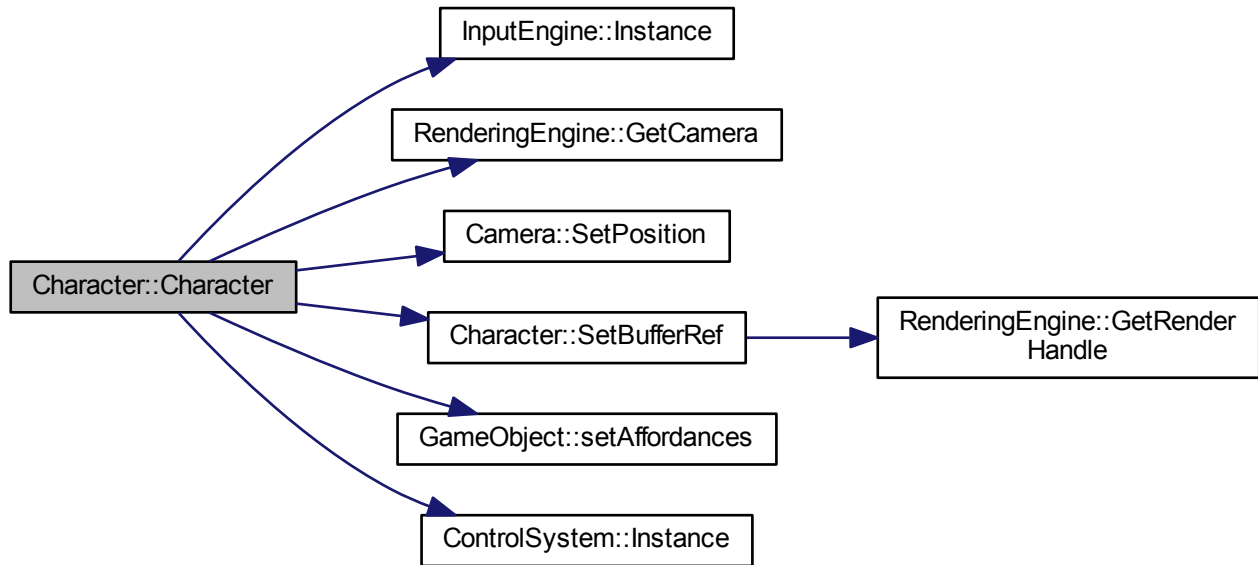 InputEngine::Instance
RenderingEngine::GetCamera
Camera::SetPosition
Character::Character
Character::SetBufferRef
RenderingEngine::GetRender
Handle
GameObject::setAffordances
ControlSystem::Instance